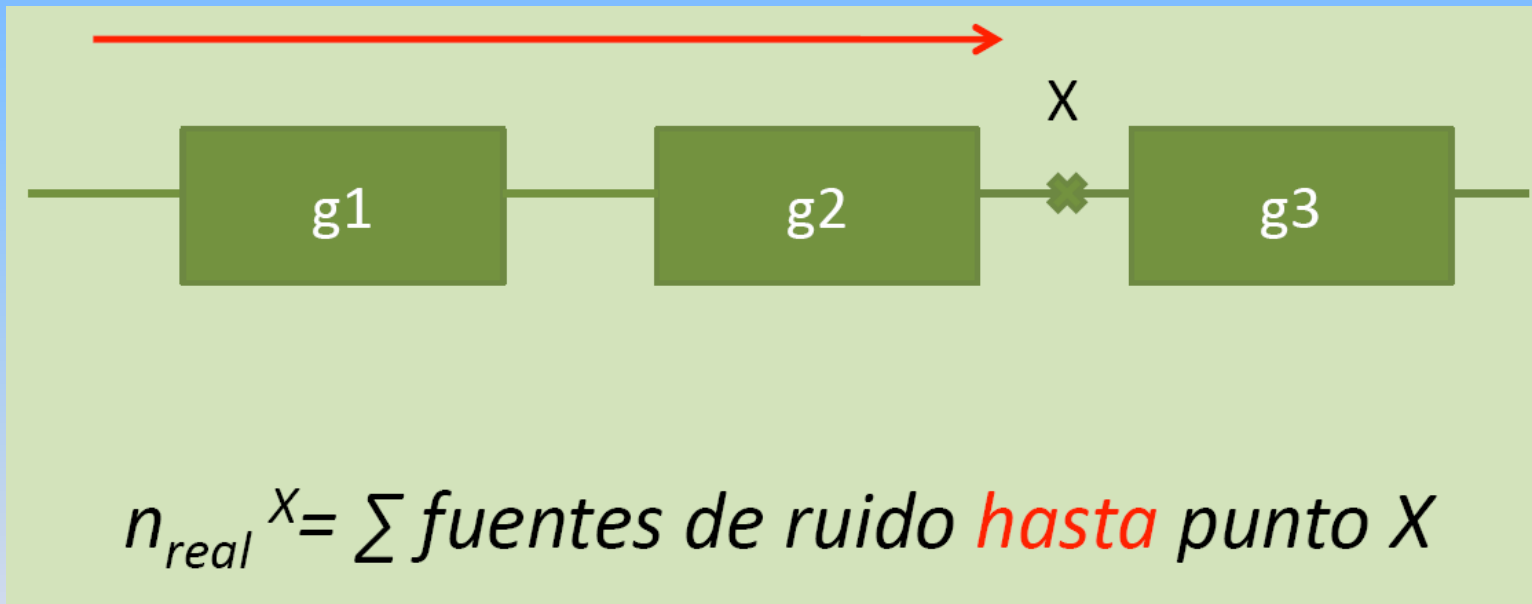 X
g1 g2 g3
n_real^X = ∑ fuentes de ruido hasta punto X